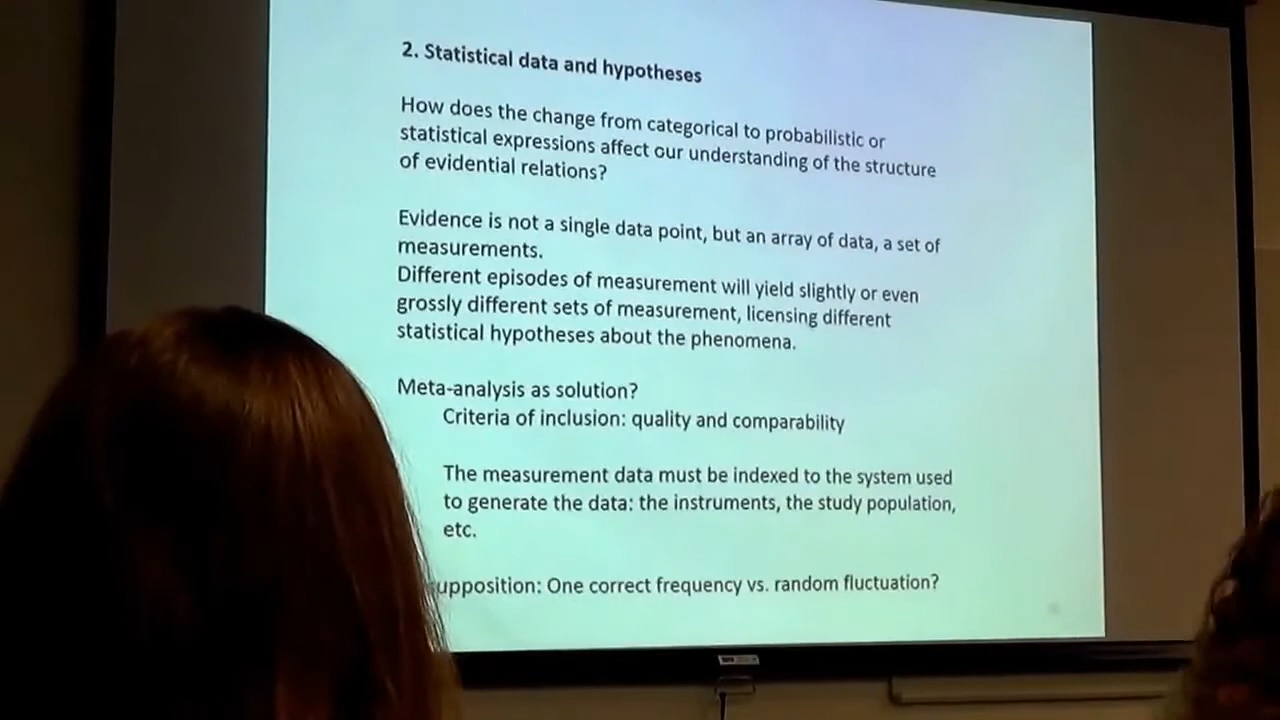 2. Statistical data and hypotheses
How does the change from categorical to probabilistic or
statistical expressions affect our understanding of the structure
of evidential relations?
Evidence is not a single data point, but an array of data, a set of
measurements.
Different episodes of measurement will yield slightly or even
grossly different sets of measurement, licensing different
statistical hypotheses about the phenomena.
Meta-analysis as solution?
Criteria of inclusion: quality and comparability
The measurement data must be indexed to the system used
to generate the data: the instruments, the study population,
etc.
upposition: One correct frequency vs. random fluctuation?